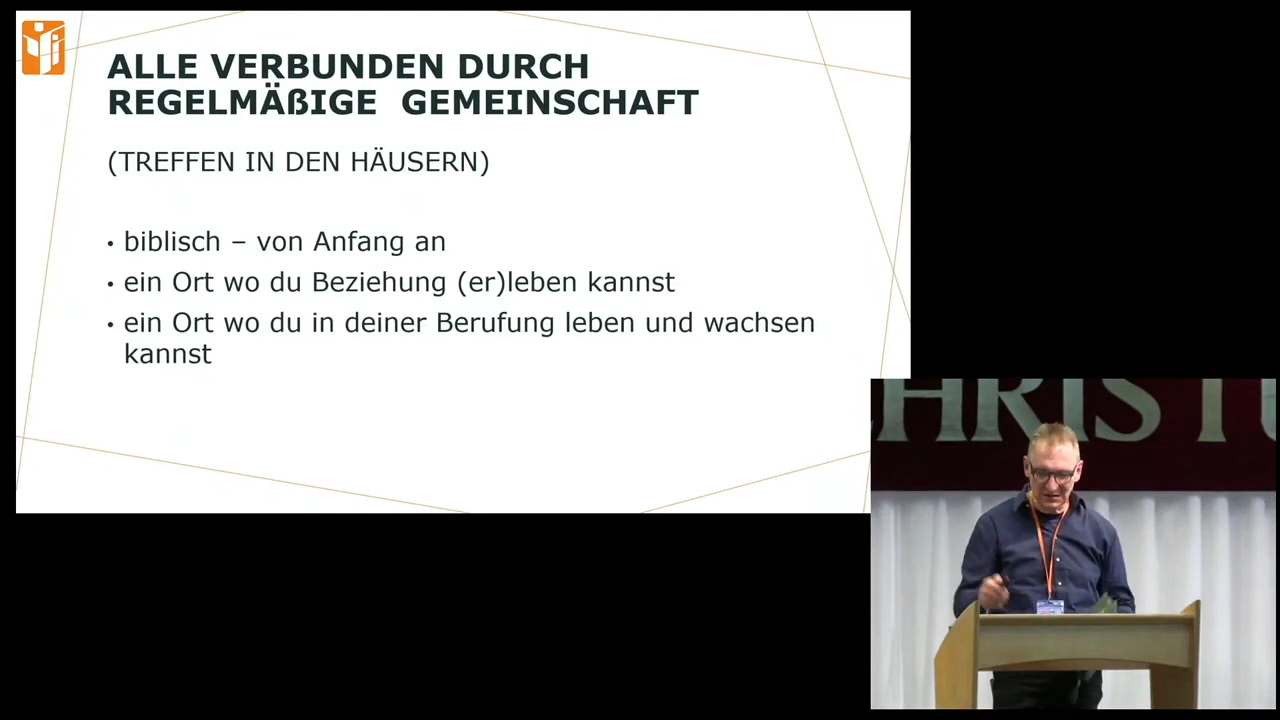 ALLE VERBUNDEN DURCH
REGELMÄßIGE GEMEINSCHAFT
(TREFFEN IN DEN HÄUSERN)
• biblisch – von Anfang an
• ein Ort wo du Beziehung (er)leben kannst
• ein Ort wo du in deiner Berufung leben und wachsen
kannst
CHRISTU